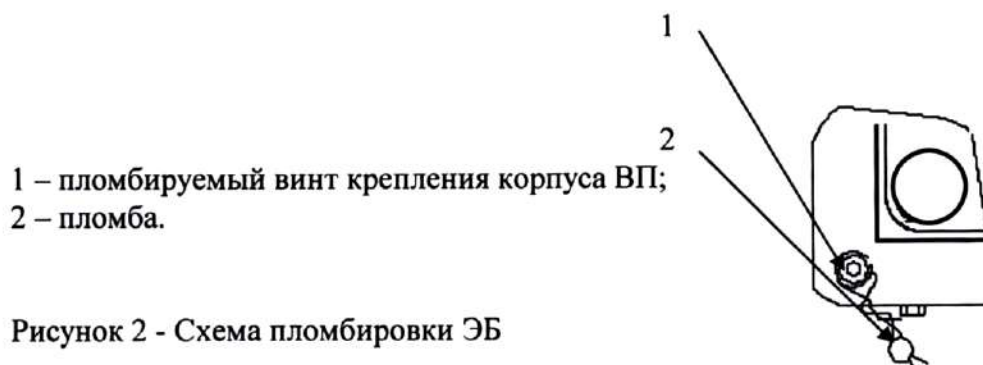 1
2
1 – пломбируемый винт крепления корпуса ВП;
2 – пломба.
Рисунок 2 - Схема пломбировки ЭБ